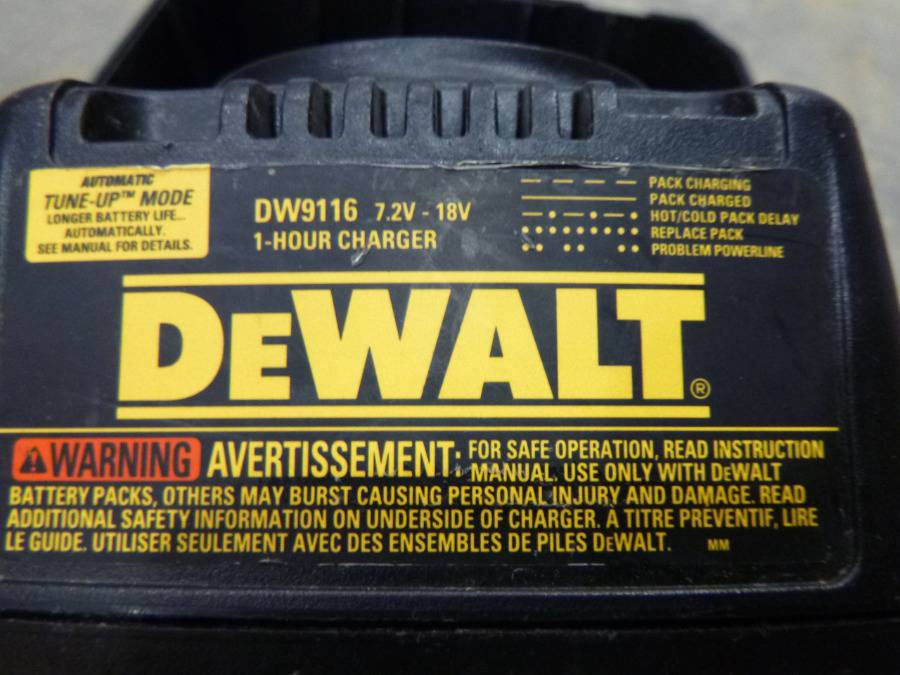 AUTOMATIC
TUNE-UP™ MODE
LONGER BATTERY LIFE...
AUTOMATICALLY.
SEE MANUAL FOR DETAILS.
DW9116 7.2V - 18V
1-HOUR CHARGER
PACK CHARGING
PACK CHARGED
HOT/COLD PACK DELAY
REPLACE PACK
PROBLEM POWERLINE
DEWALT®
WARNING AVERTISSEMENT: FOR SAFE OPERATION, READ INSTRUCTION
MANUAL. USE ONLY WITH DEWALT
BATTERY PACKS, OTHERS MAY BURST CAUSING PERSONAL INJURY AND DAMAGE. READ
ADDITIONAL SAFETY INFORMATION ON UNDERSIDE OF CHARGER. À TITRE PREVENTIF, LIRE
LE GUIDE. UTILISER SEULEMENT AVEC DES ENSEMBLES DE PILES DEWALT. MM